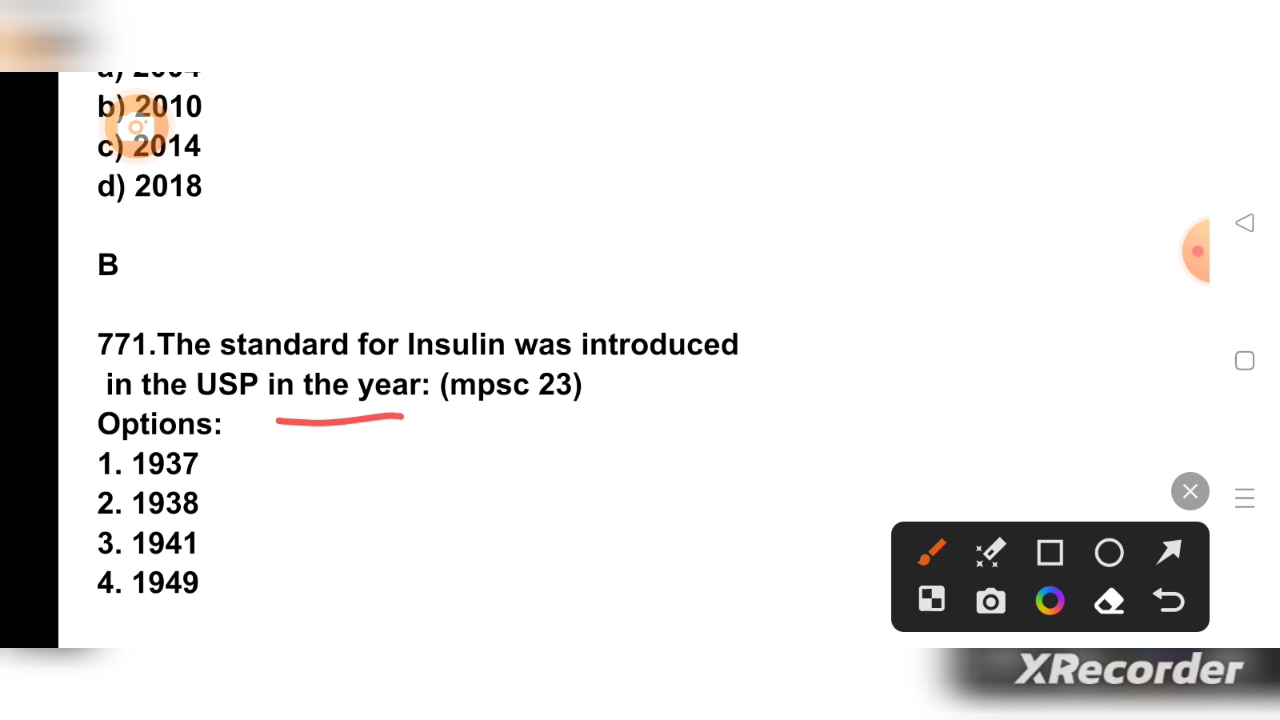 b) 2010
c) 2014
d) 2018
B
771.The standard for Insulin was introduced
in the USP in the year: (mpsc 23)
Options:
1. 1937
2. 1938
3. 1941
4. 1949
XRecorder